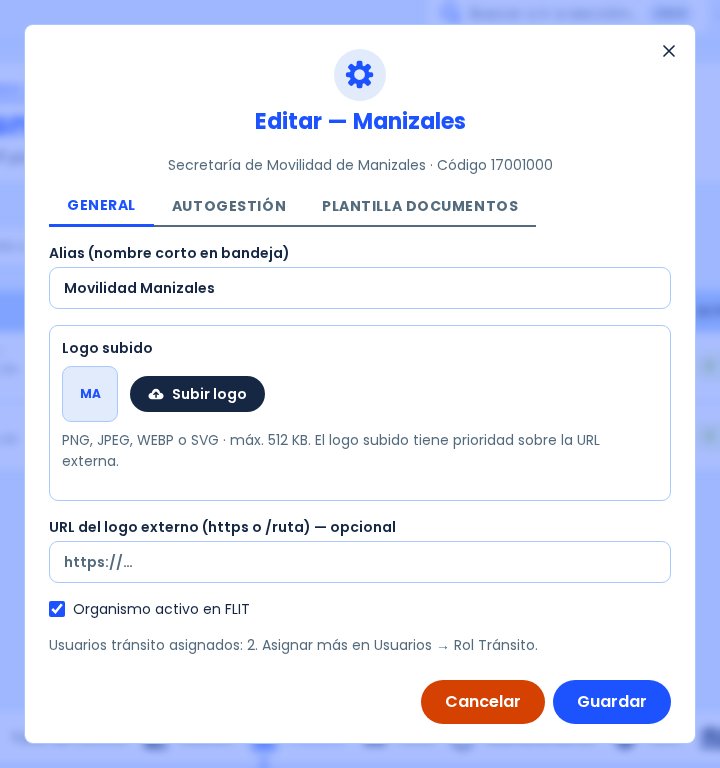 Editar — Manizales
Secretaría de Movilidad de Manizales · Código 17001000
GENERAL
AUTOGESTIÓN
PLANTILLA DOCUMENTOS
Alias (nombre corto en bandeja)
Movilidad Manizales
Logo subido
MA
Subir logo
PNG, JPEG, WEBP o SVG · máx. 512 KB. El logo subido tiene prioridad sobre la URL
externa.
URL del logo externo (https o /ruta) — opcional
https://...
Organismo activo en FLIT
Usuarios tránsito asignados: 2. Asignar más en Usuarios → Rol Tránsito.
Cancelar
Guardar